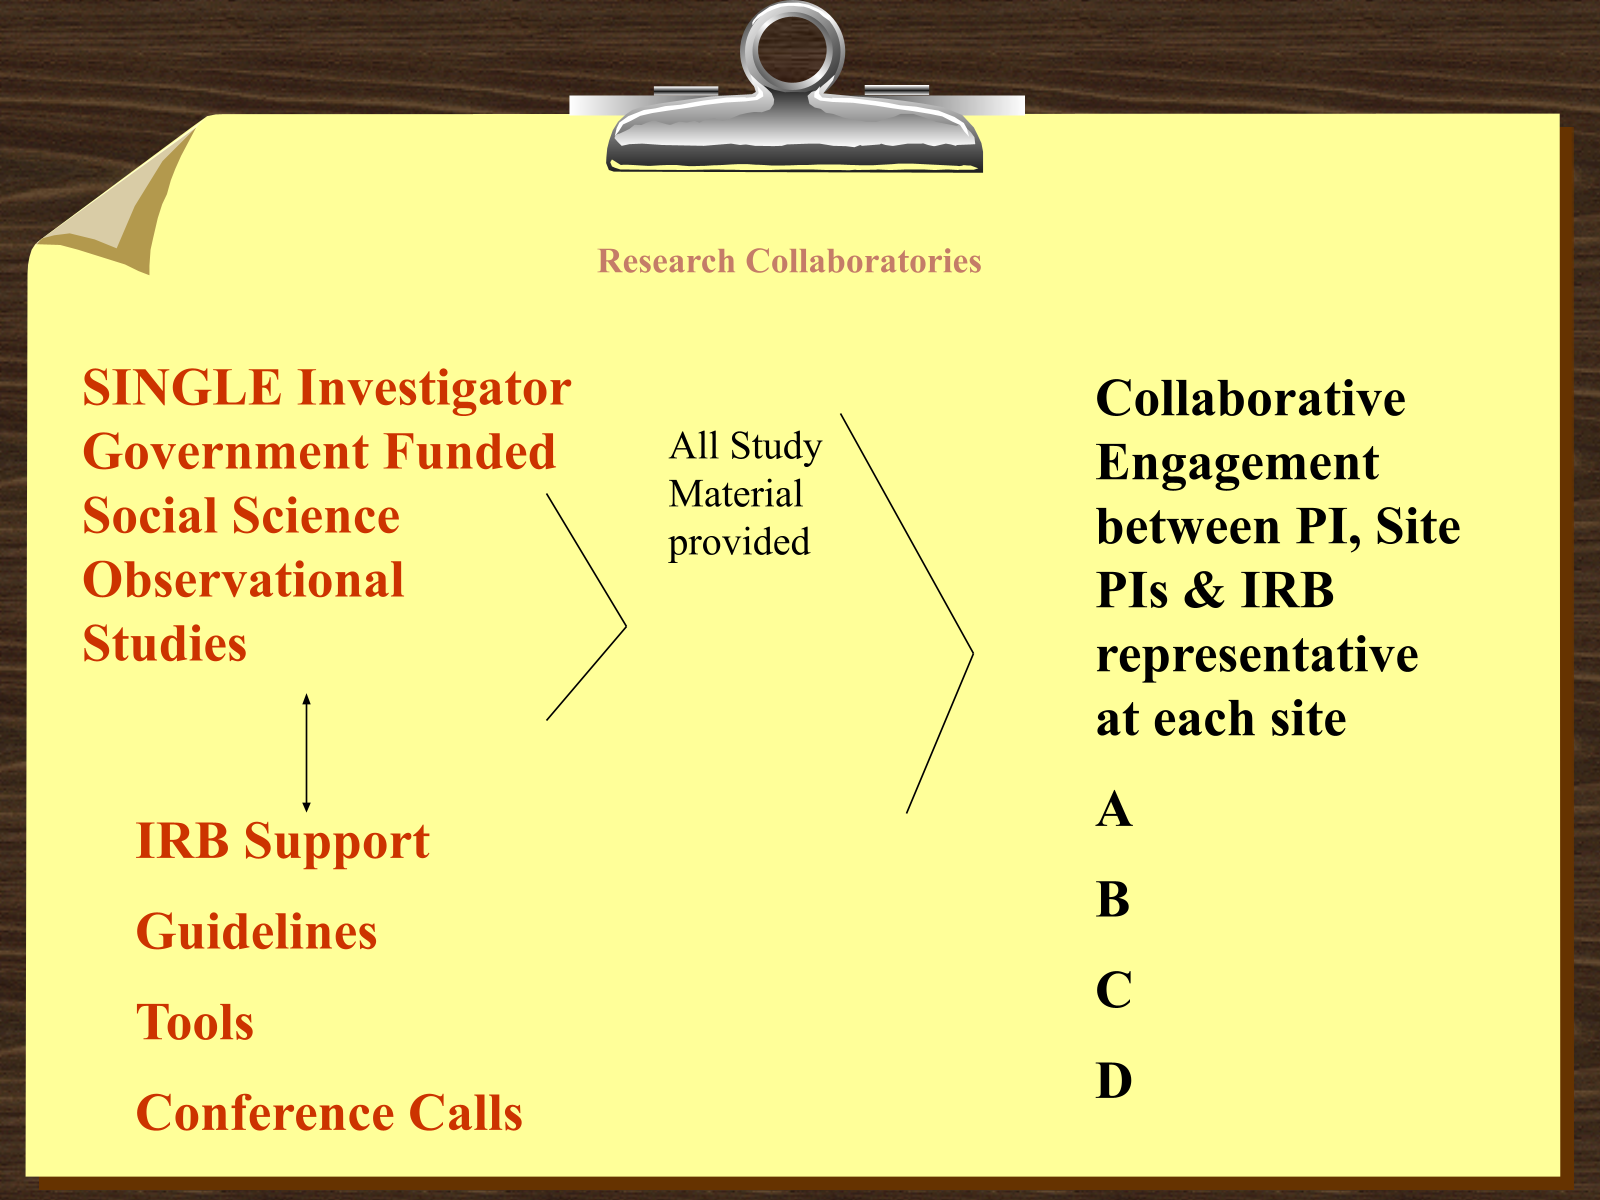 Research Collaboratories
SINGLE Investigator
Government Funded
Social Science
Observational
Studies
IRB Support
Guidelines
Tools
Conference Calls
All Study
Material
provided
Collaborative
Engagement
between PI, Site
PIs & IRB
representative
at each site
A
B
C
D